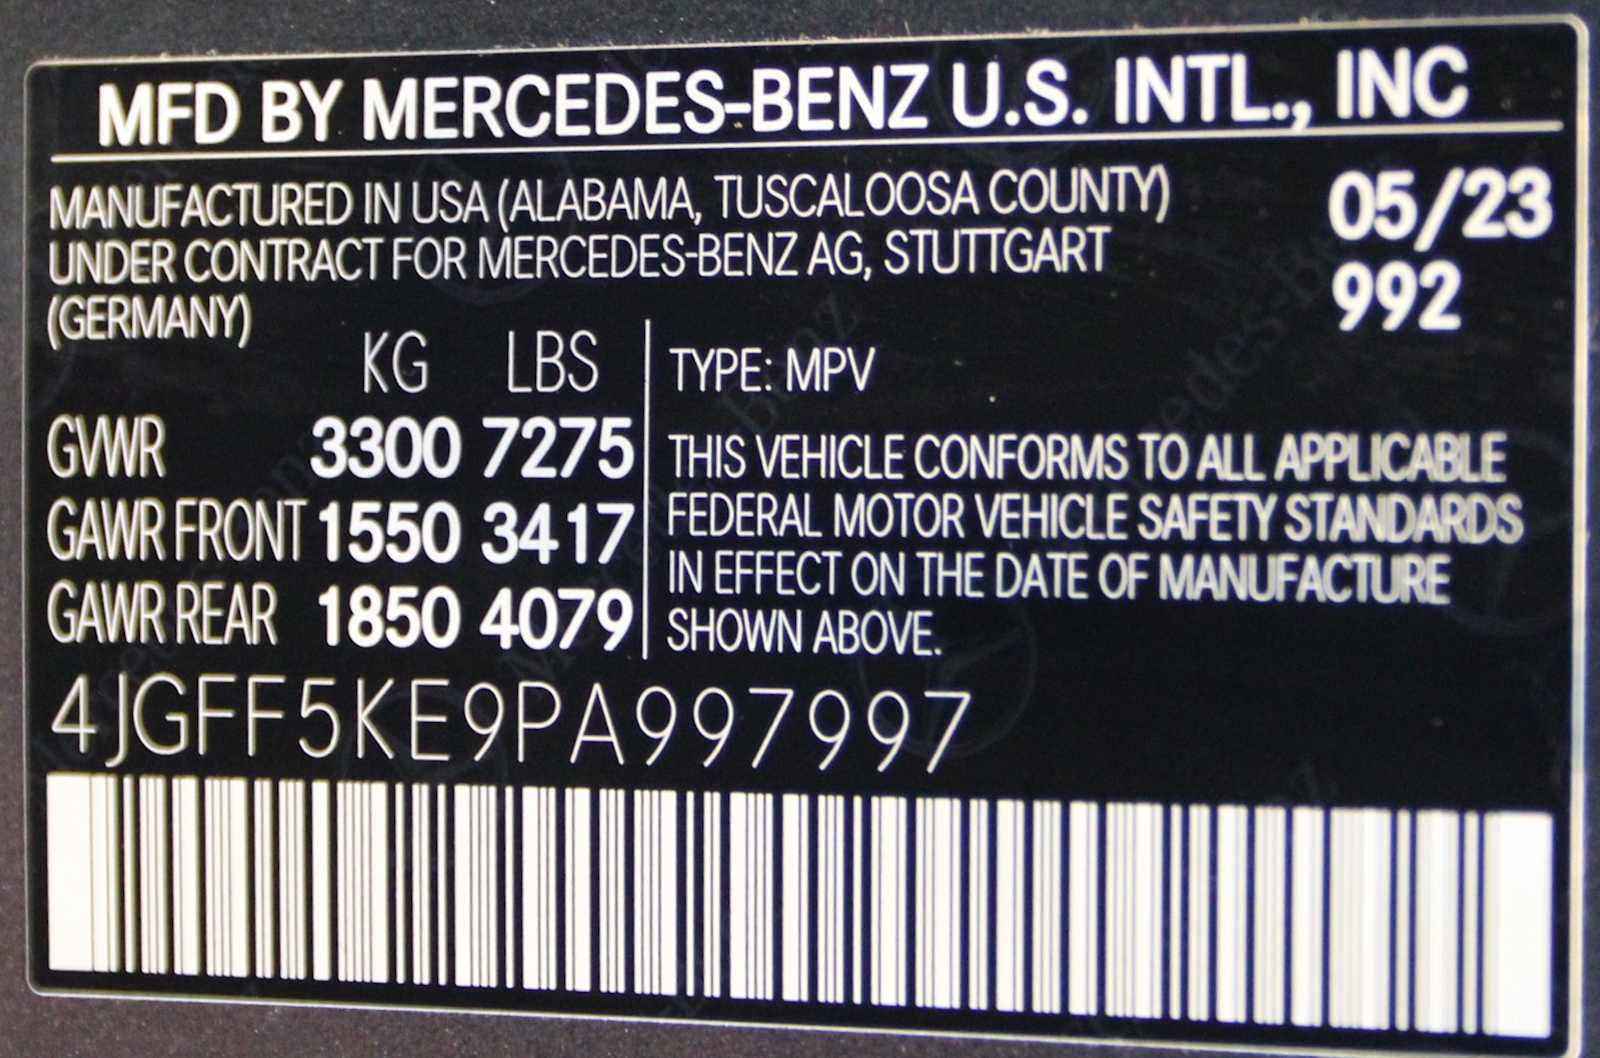 MFD BY MERCEDES-BENZ U.S. INTL., INC
MANUFACTURED IN USA (ALABAMA, TUSCALOOSA COUNTY)
UNDER CONTRACT FOR MERCEDES-BENZ AG, STUTTGART
(GERMANY)
05/23
992
KG LBS
GVWR 3300 7275
GAWR FRONT 1550 3417
GAWR REAR 1850 4079
TYPE: MPV
THIS VEHICLE CONFORMS TO ALL APPLICABLE
FEDERAL MOTOR VEHICLE SAFETY STANDARDS
IN EFFECT ON THE DATE OF MANUFACTURE
SHOWN ABOVE.
4JGFF5KE9PA997997